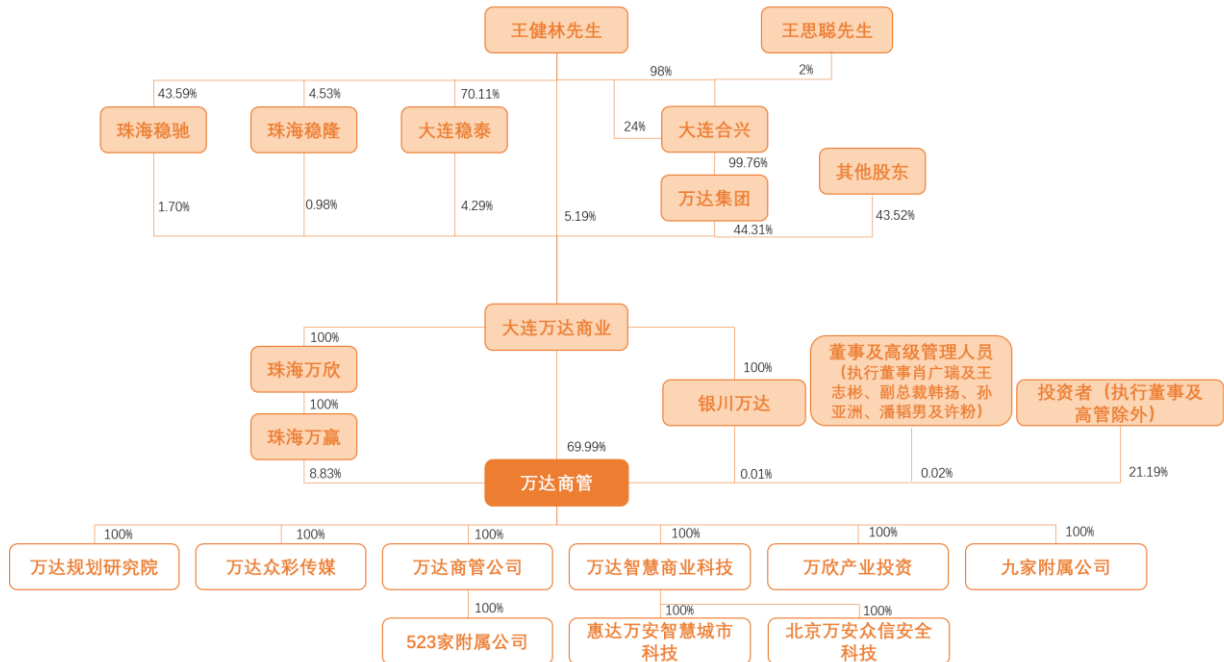 王健林先生
王思聪先生
98%
2%
43.59%
4.53%
70.11%
珠海稳驰
珠海稳隆
大连稳泰
24%
大连合兴
99.76%
其他股东
万达集团
1.70%
0.98%
4.29%
5.19%
44.31%
43.52%
大连万达商业
100%
100%
珠海万欣
董事及高级管理人员
（执行董事肖广瑞及王
志彬、副总裁韩扬、孙
亚洲、潘韬男及许粉）
银川万达
投资者（执行董事及
高管除外）
100%
珠海万赢
69.99%
8.83%
万达商管
0.01%
0.02%
21.19%
100%
100%
100%
100%
100%
100%
万达规划研究院
万达众彩传媒
万达商管公司
万达智慧商业科技
万欣产业投资
九家附属公司
100%
100%
100%
523家附属公司
惠达万安智慧城市
科技
北京万安众信安全
科技